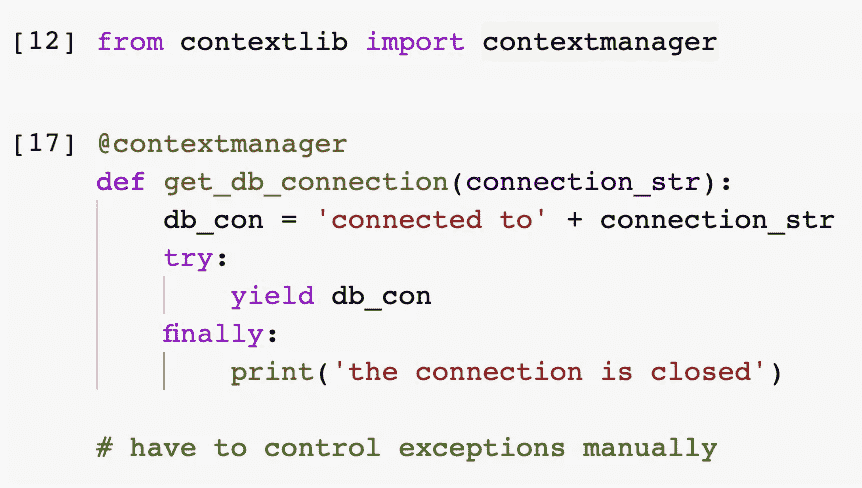 [12] from contextlib import contextmanager
[17] @contextmanager
def get_db_connection(connection_str):
db_con = 'connected to' + connection_str
try:
yield db_con
finally:
print('the connection is closed')
# have to control exceptions manually